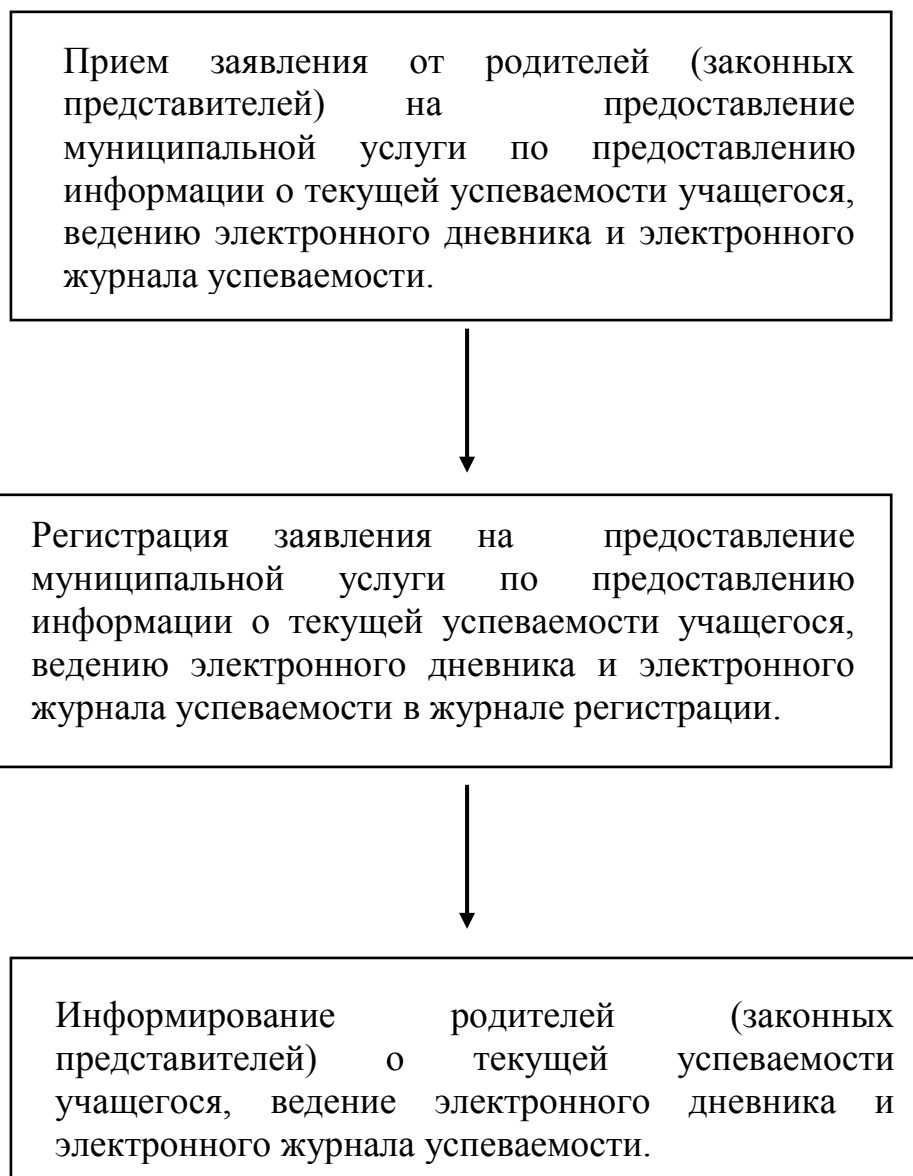 Прием заявления от родителей (законных
представителей) на предоставление
муниципальной услуги по предоставлению
информации о текущей успеваемости учащегося,
ведению электронного дневника и электронного
журнала успеваемости.
Регистрация заявления на предоставление
муниципальной услуги по предоставлению
информации о текущей успеваемости учащегося,
ведению электронного дневника и электронного
журнала успеваемости в журнале регистрации.
Информирование родителей (законных
представителей) о текущей успеваемости
учащегося, ведение электронного дневника и
электронного журнала успеваемости.